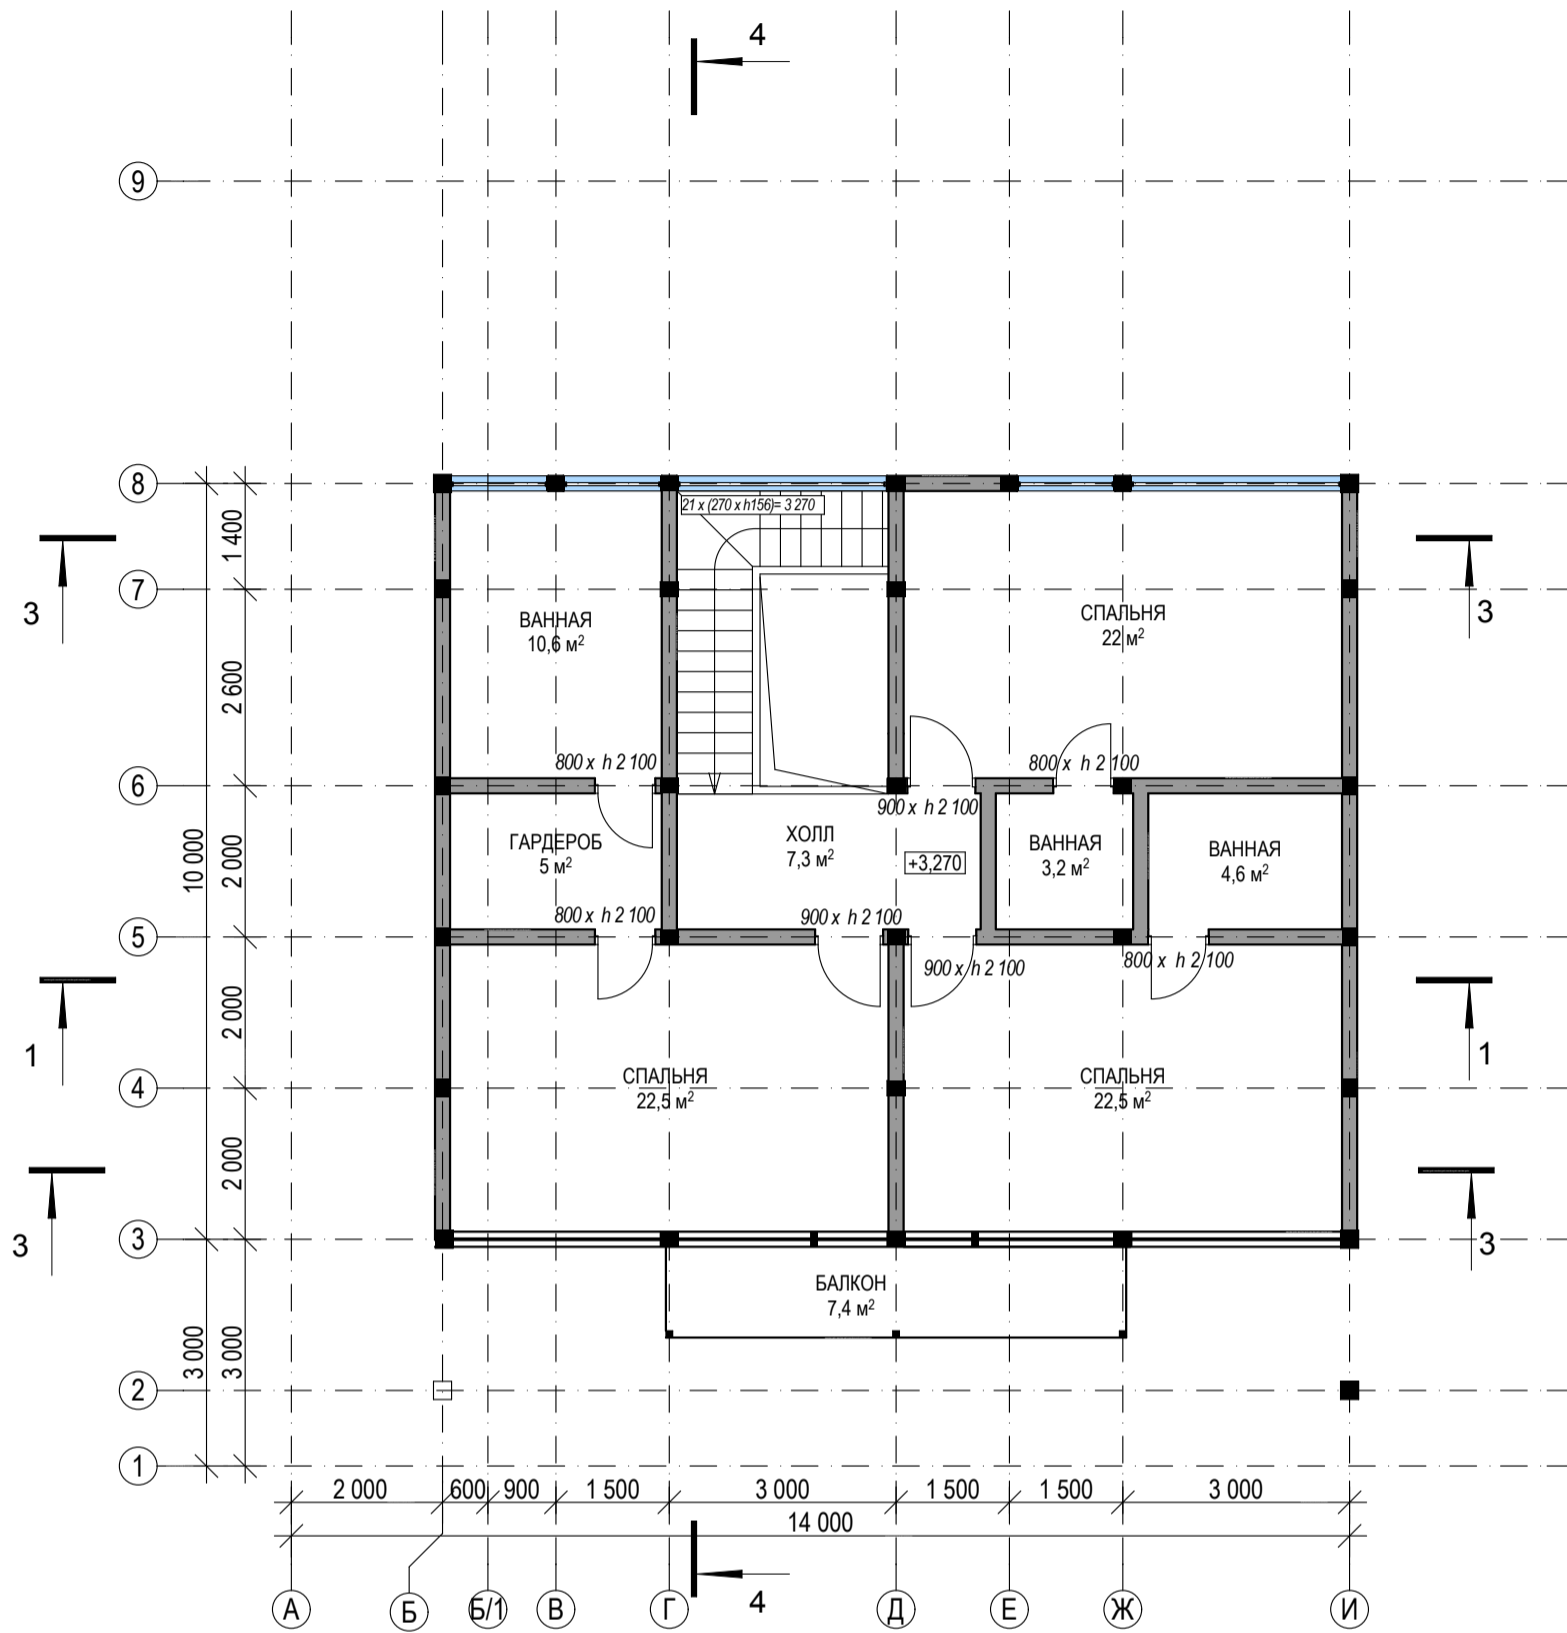 4
9
8
21 x (270 x h156)= 3 270
1 400
7
3
3
ВАННАЯ
10,6 м²
СПАЛЬНЯ
22 м²
2 600
800 x h 2 100
800 x h 2 100
6
900 x h 2 100
ГАРДЕРОБ
5 м²
ХОЛЛ
7,3 м²
+3,270
ВАННАЯ
3,2 м²
ВАННАЯ
4,6 м²
10 000
2 000
800 x h 2 100
900 x h 2 100
5
900 x h 2 100
800 x h 2 100
2 000
1
1
4
СПАЛЬНЯ
22,5 м²
СПАЛЬНЯ
22,5 м²
2 000
3
3
3
БАЛКОН
7,4 м²
3 000
3 000
2
1
2 000
600
900
1 500
3 000
1 500
1 500
3 000
14 000
4
А
Б
Б/1
В
Г
Д
Е
Ж
И